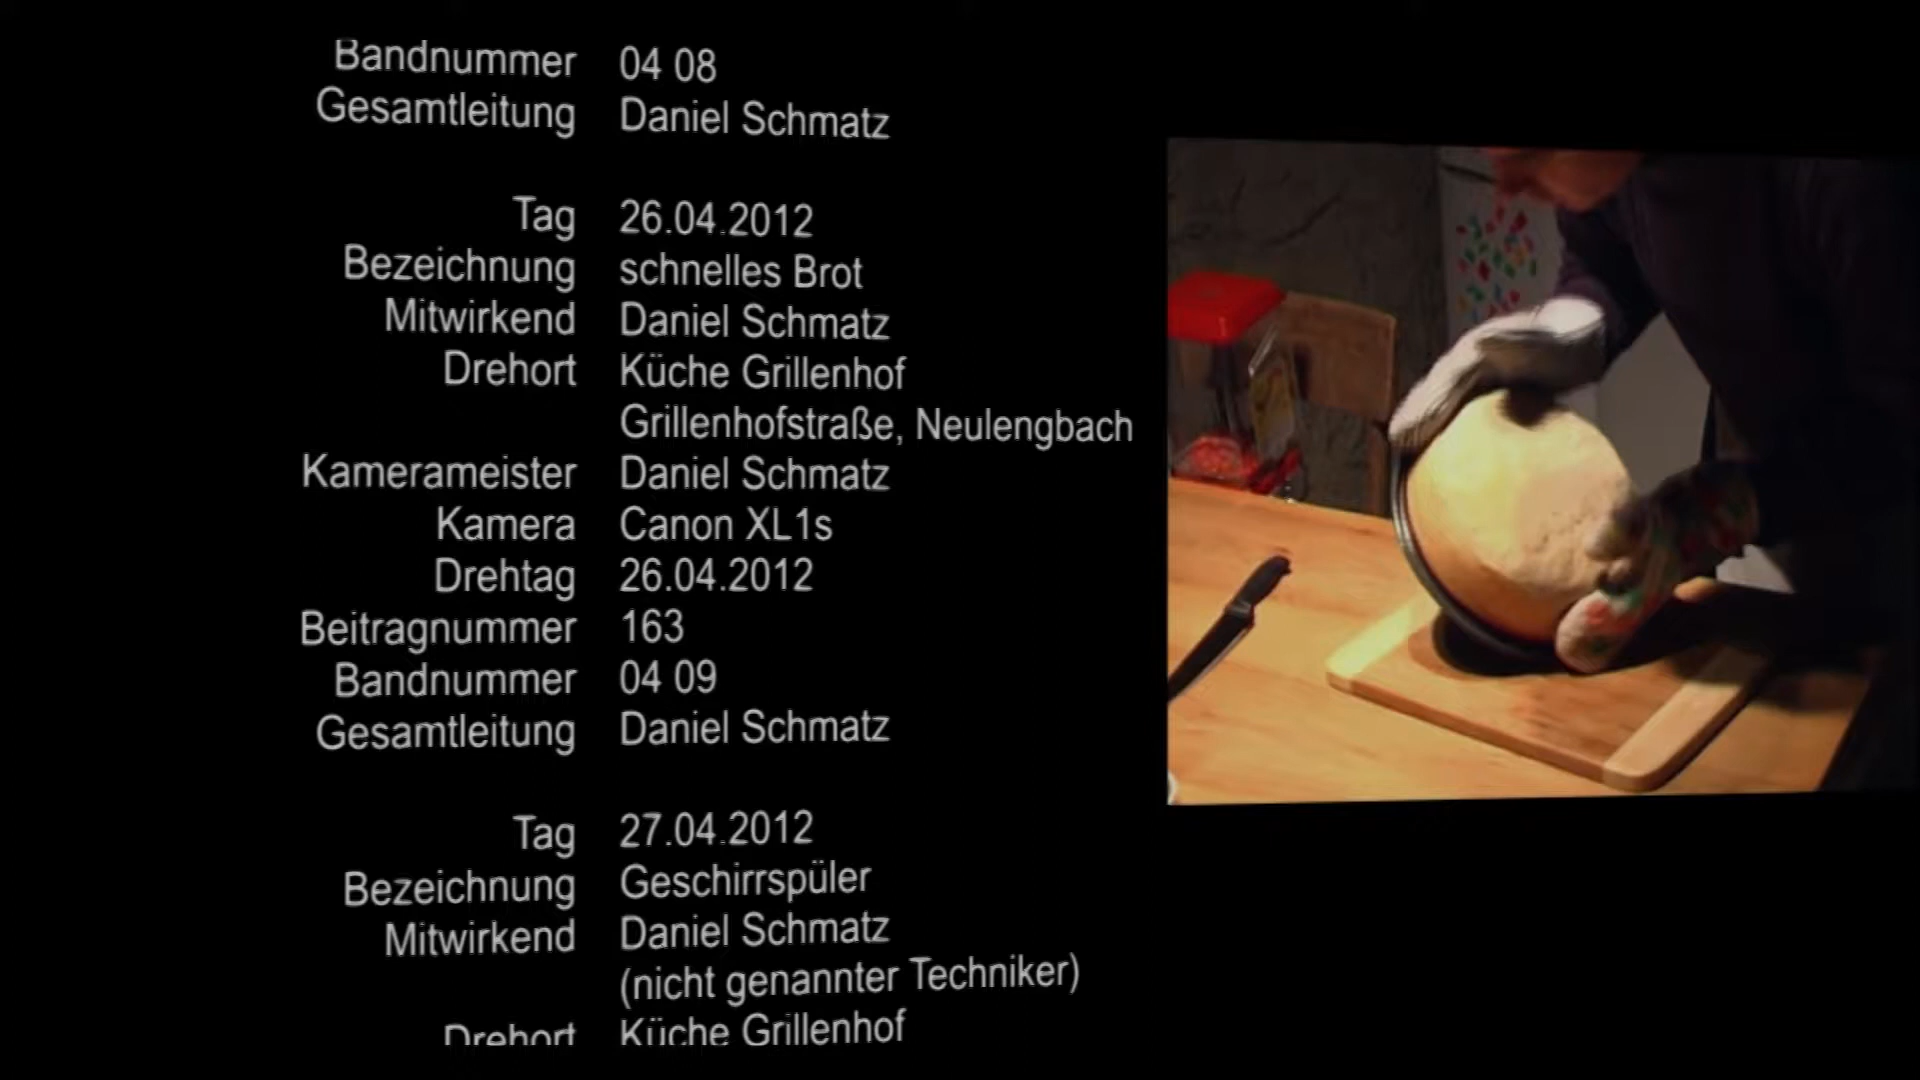 Bandnummer 04 08
Gesamtleitung Daniel Schmatz
Tag 26.04.2012
Bezeichnung schnelles Brot
Mitwirkend Daniel Schmatz
Drehort Küche Grillenhof
Grillenhofstraße, Neulengbach
Kamerameister Daniel Schmatz
Kamera Canon XL1s
Drehtag 26.04.2012
Beitragnummer 163
Bandnummer 04 09
Gesamtleitung Daniel Schmatz
Tag 27.04.2012
Bezeichnung Geschirrspüler
Mitwirkend Daniel Schmatz
(nicht genannter Techniker)
Drehort Küche Grillenhof